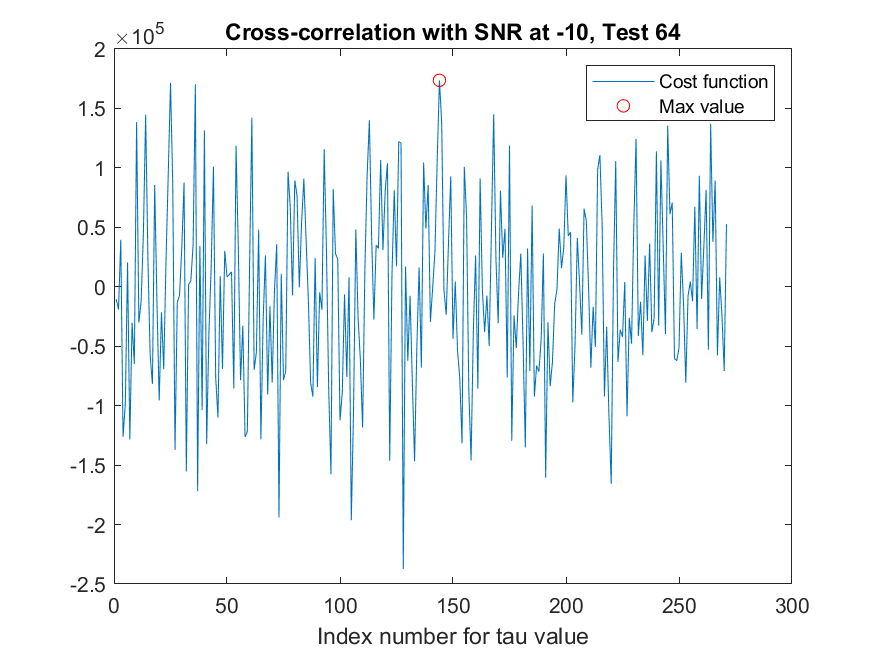 Cross-correlation with SNR at -10, Test 64
×10⁵
2
1.5
1
0.5
0
-0.5
-1
-1.5
-2
-2.5
Cost function
Max value
0 50 100 150 200 250 300
Index number for tau value